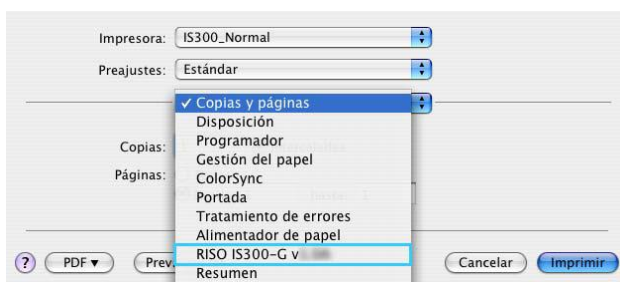 Impresora: IS300_Normal
Preajustes: Estándar
✓ Copias y páginas
Disposición
Programador
Copias:
Gestión del papel
Páginas:
ColorSync
Portada
Tratamiento de errores
Alimentador de papel
RISO IS300-G v
? PDF ▼ Prev. Cancelar Imprimir
Resumen